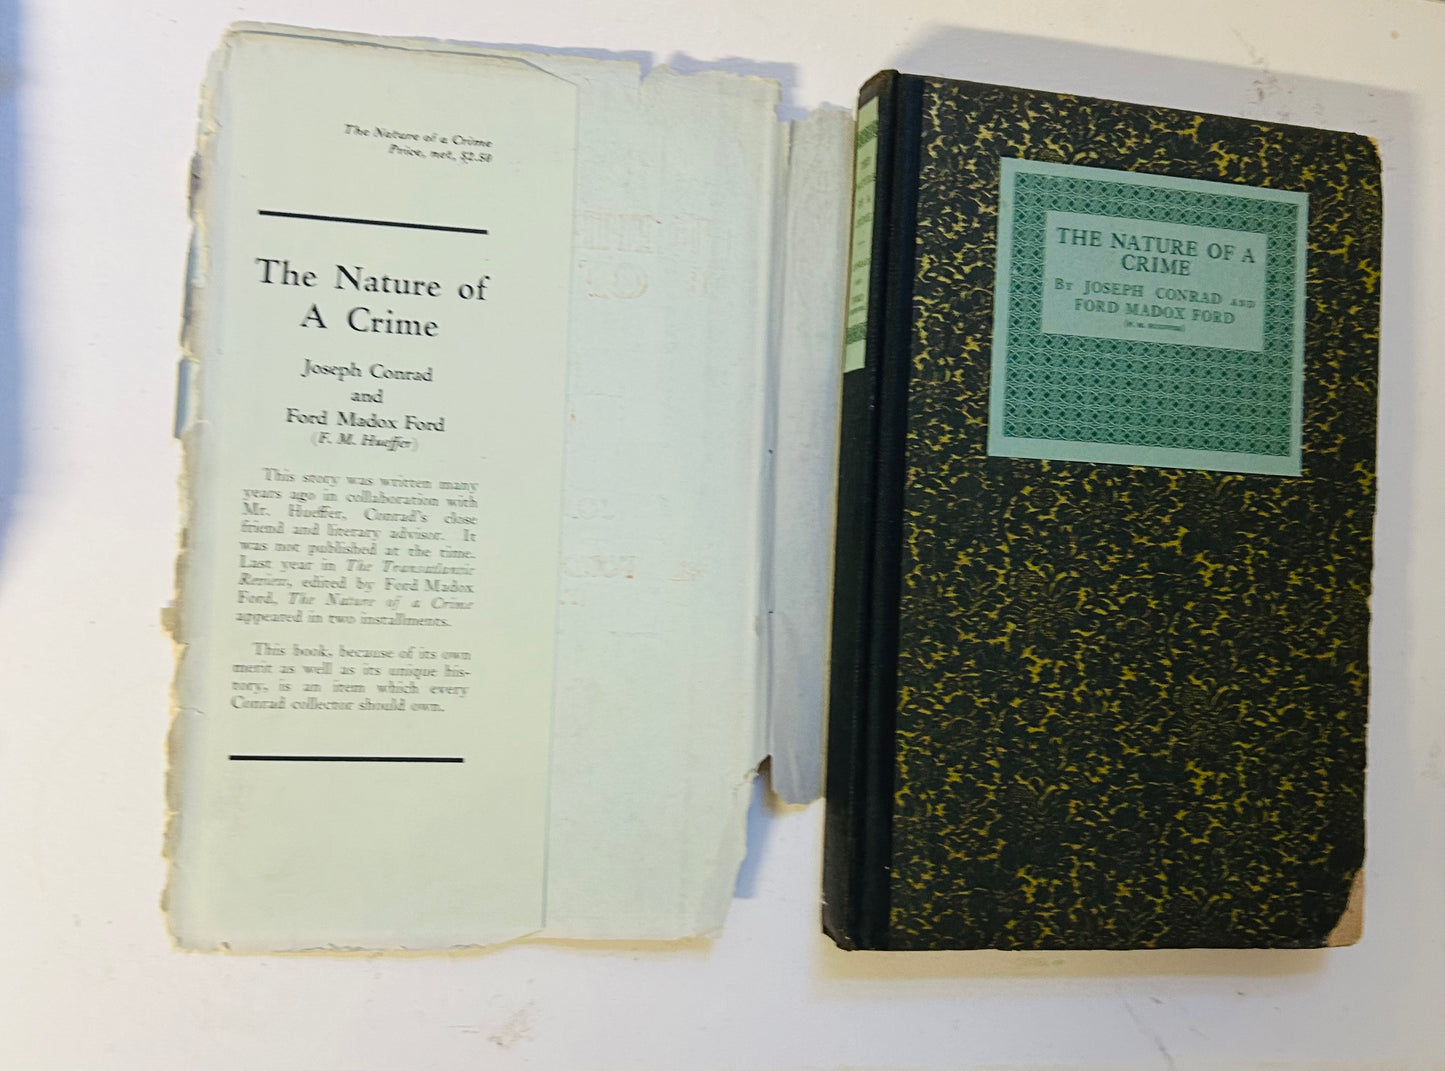 The Nature of a Crime
Price, net, $2.50
The Nature of
A Crime
Joseph Conrad
and
Ford Madox Ford
(F. M. Hueffer)
This story was written many
years ago in collaboration with
Mr. Hueffer, Conrad's close
friend and literary advisor. It
was not published at the time.
Last year in The Transatlantic
Review, edited by Ford Madox
Ford, The Nature of a Crime
appeared in two installments.
This book, because of its own
merit as well as its unique his-
tory, is an item which every
Conrad collector should own.
THE NATURE OF A
CRIME
BY JOSEPH CONRAD AND
FORD MADOX FORD
(F. M. HUEFFER)